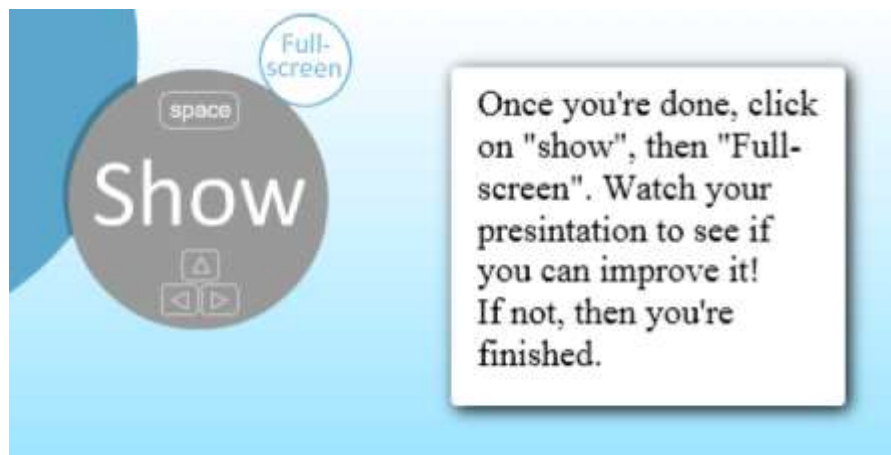 Full-
screen
space
Show
Once you're done, click
on "show", then "Full-
screen". Watch your
presintation to see if
you can improve it!
If not, then you're
finished.